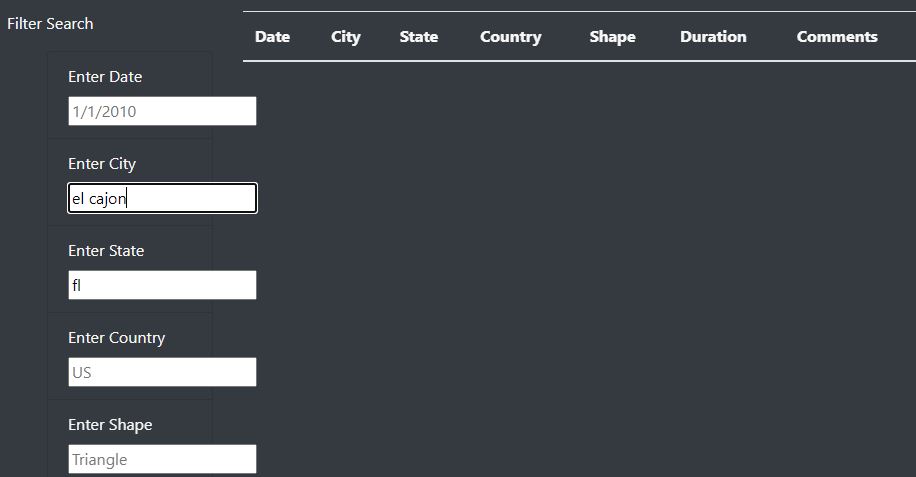 Filter Search
Date City State Country Shape Duration Comments
Enter Date
1/1/2010
Enter City
el cajon
Enter State
fl
Enter Country
US
Enter Shape
Triangle